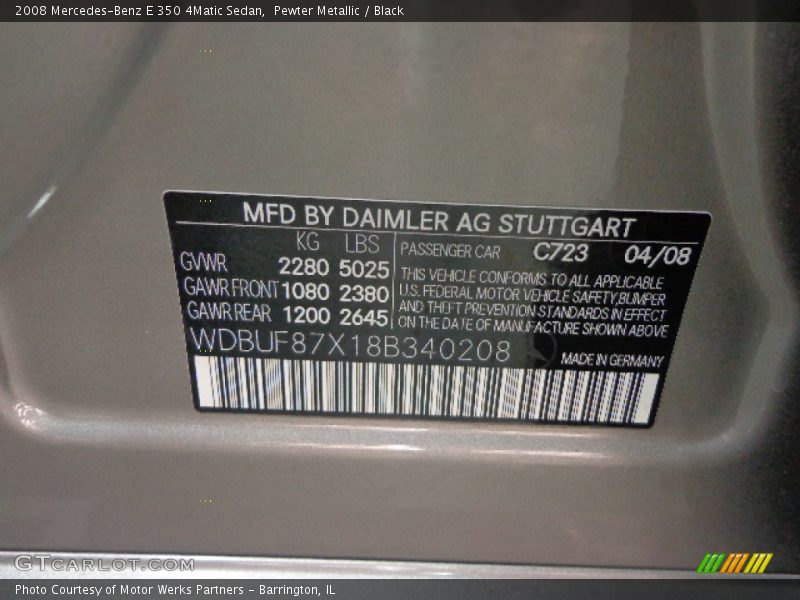 2008 Mercedes-Benz E 350 4Matic Sedan, Pewter Metallic / Black
MFD BY DAIMLER AG STUTTGART
KG LBS
GVWR 2280 5025
GAWR FRONT 1080 2380
GAWR REAR 1200 2645
PASSENGER CAR C723 04/08
THIS VEHICLE CONFORMS TO ALL APPLICABLE
U.S. FEDERAL MOTOR VEHICLE SAFETY, BUMPER
AND THEFT PREVENTION STANDARDS IN EFFECT
ON THE DATE OF MANUFACTURE SHOWN ABOVE
WDBUF87X18B340208
MADE IN GERMANY
GTcarlot.com
Photo Courtesy of Motor Werks Partners - Barrington, IL